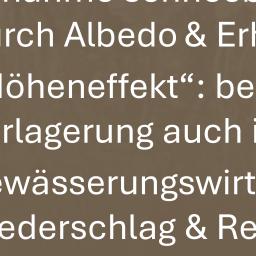 urch Albedo & Erh
Höheneffekt“: be
rlagerung auch i
ewässerungswirt
ederschlag & Re